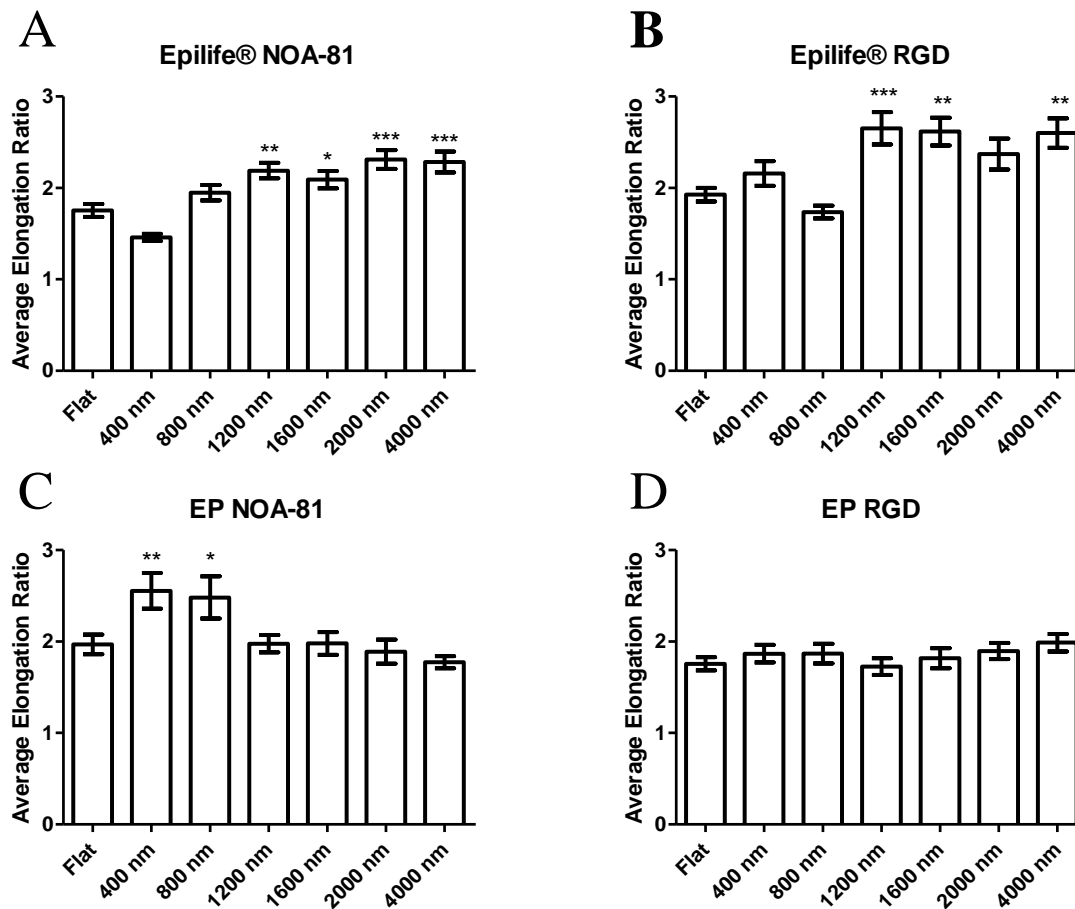 A
Epilife® NOA-81
Average Elongation Ratio
3
2
1
0
** * *** ***
Flat 400 nm 800 nm 1200 nm 1600 nm 2000 nm 4000 nm
B
Epilife® RGD
Average Elongation Ratio
3
2
1
0
*** ** **
Flat 400 nm 800 nm 1200 nm 1600 nm 2000 nm 4000 nm
C
EP NOA-81
Average Elongation Ratio
3
2
1
0
** *
Flat 400 nm 800 nm 1200 nm 1600 nm 2000 nm 4000 nm
D
EP RGD
Average Elongation Ratio
3
2
1
0
Flat 400 nm 800 nm 1200 nm 1600 nm 2000 nm 4000 nm